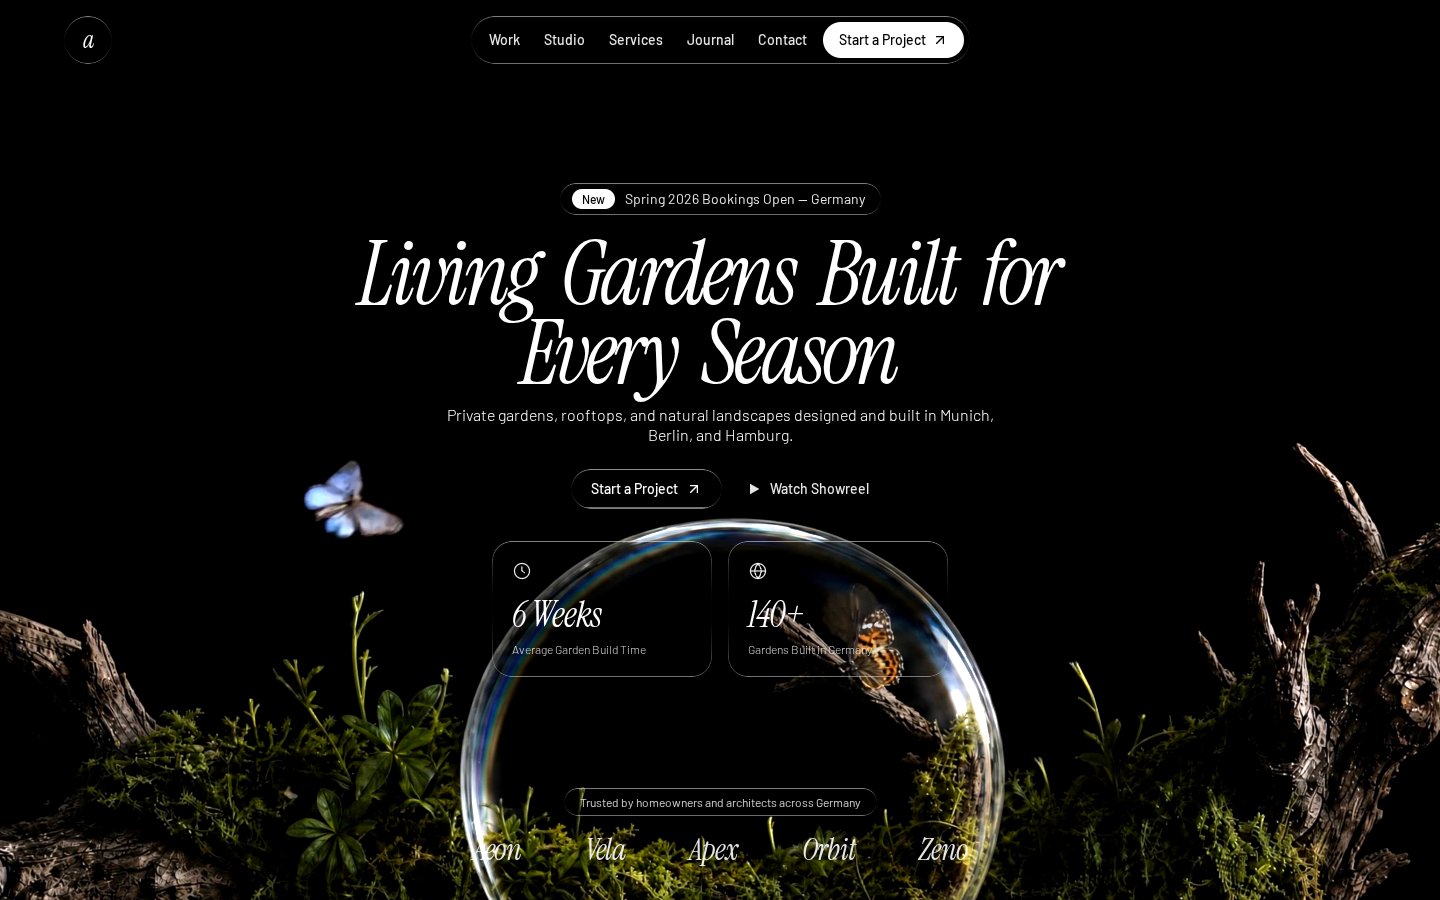 a
Work Studio Services Journal Contact Start a Project
New Spring 2026 Bookings Open — Germany
Living Gardens Built for
Every Season
Private gardens, rooftops, and natural landscapes designed and built in Munich,
Berlin, and Hamburg.
Start a Project Watch Showreel
6 Weeks
Average Garden Build Time
140+
Gardens Built in Germany
Trusted by homeowners and architects across Germany
Aeon Vela Apex Orbit Zeno